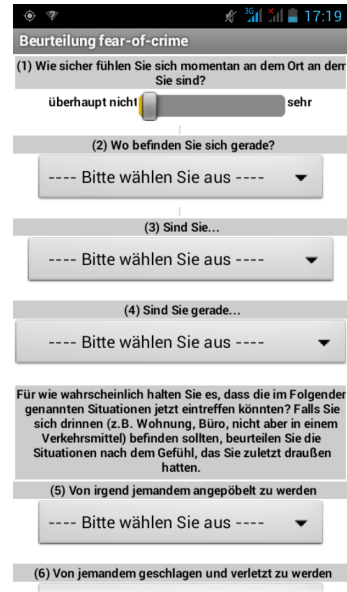 3G 17:19
Beurteilung fear-of-crime
(1) Wie sicher fühlen Sie sich momentan an dem Ort an dem
Sie sind?
überhaupt nicht sehr
(2) Wo befinden Sie sich gerade?
---- Bitte wählen Sie aus ----
(3) Sind Sie...
---- Bitte wählen Sie aus ----
(4) Sind Sie gerade...
---- Bitte wählen Sie aus ----
Für wie wahrscheinlich halten Sie es, dass die im Folgenden
genannten Situationen jetzt eintreffen könnten? Falls Sie
sich drinnen (z.B. Wohnung, Büro, nicht aber in einem
Verkehrsmittel) befinden sollten, beurteilen Sie die
Situationen nach dem Gefühl, das Sie zuletzt draußen
hatten.
(5) Von irgend jemandem angepöbelt zu werden
---- Bitte wählen Sie aus ----
(6) Von jemandem geschlagen und verletzt zu werden